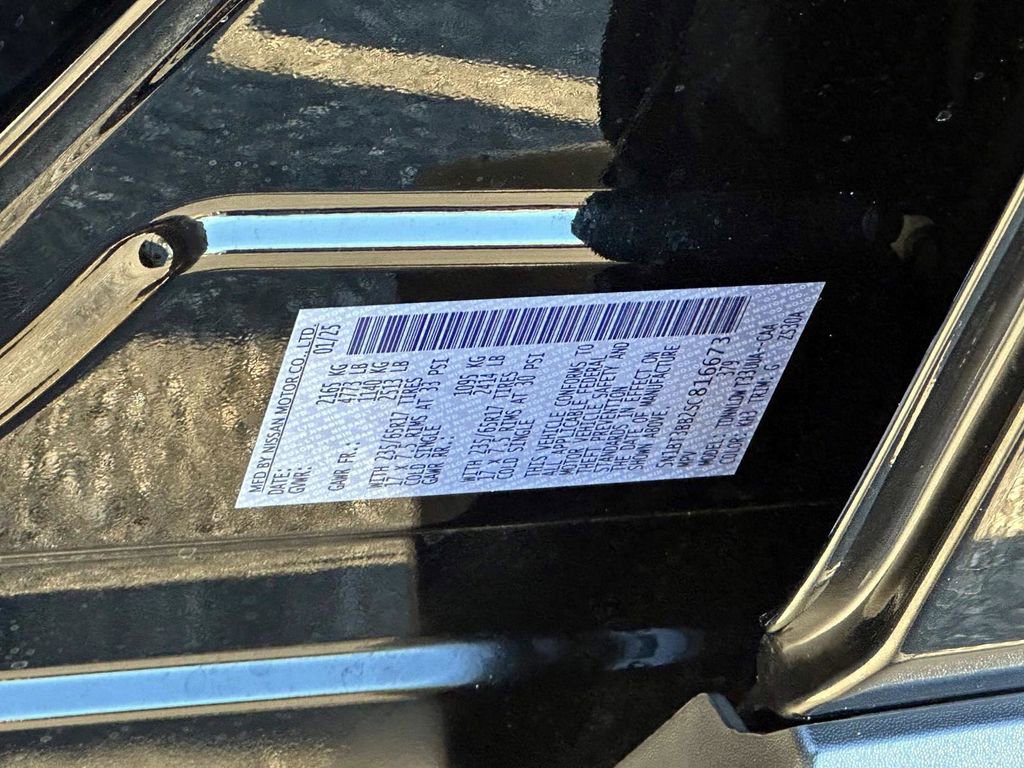 MFD BY NISSAN MOTOR CO., LTD.
DATE: 01/25
GVWR: 2165 KG
4773 LB
GAWR FR.: 1140 KG
2513 LB
WITH 235/65R17 TIRES
17 X 7.5 RIMS AT 33 PSI
COLD SINGLE
GAWR RR.: 1095 KG
2414 LB
WITH 235/65R17 TIRES
17 X 7.5 RIMS AT 30 PSI
COLD SINGLE
THIS VEHICLE CONFORMS TO
ALL APPLICABLE FEDERAL
MOTOR VEHICLE SAFETY AND
THEFT PREVENTION
STANDARDS IN EFFECT ON
THE DATE OF MANUFACTURE
SHOWN ABOVE
MPV 379
COLOR: KH3 TRIM: G